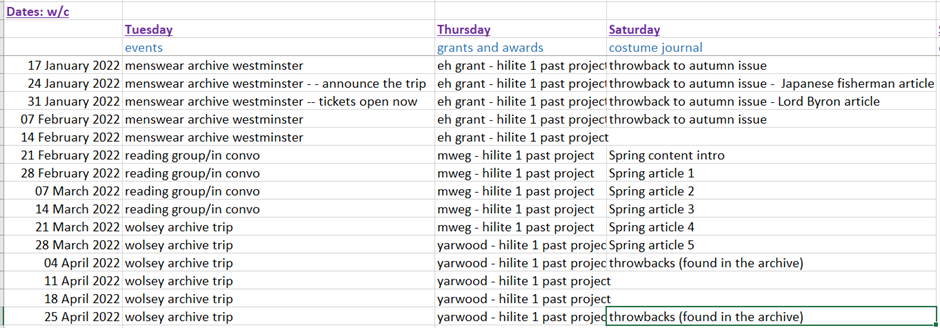 Dates: w/c
Tuesday Thursday Saturday
events grants and awards costume journal
17 January 2022 menswear archive westminster eh grant - hilite 1 past project throwback to autumn issue
24 January 2022 menswear archive westminster - - announce the trip eh grant - hilite 1 past project throwback to autumn issue - Japanese fisherman article
31 January 2022 menswear archive westminster -- tickets open now eh grant - hilite 1 past project throwback to autumn issue - Lord Byron article
07 February 2022 menswear archive westminster eh grant - hilite 1 past project throwback to autumn issue
14 February 2022 menswear archive westminster eh grant - hilite 1 past project
21 February 2022 reading group/in convo mweg - hilite 1 past project Spring content intro
28 February 2022 reading group/in convo mweg - hilite 1 past project Spring article 1
07 March 2022 reading group/in convo mweg - hilite 1 past project Spring article 2
14 March 2022 reading group/in convo mweg - hilite 1 past project Spring article 3
21 March 2022 wolsey archive trip mweg - hilite 1 past project Spring article 4
28 March 2022 wolsey archive trip yarwood - hilite 1 past projec Spring article 5
04 April 2022 wolsey archive trip yarwood - hilite 1 past projec throwbacks (found in the archive)
11 April 2022 wolsey archive trip yarwood - hilite 1 past project
18 April 2022 wolsey archive trip yarwood - hilite 1 past project
25 April 2022 wolsey archive trip yarwood - hilite 1 past projec throwbacks (found in the archive)